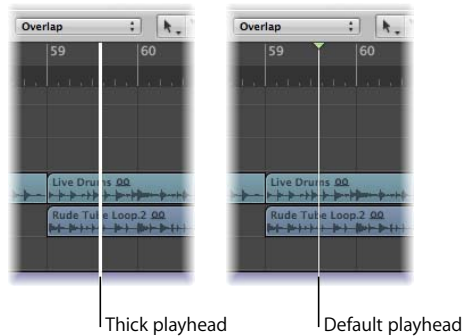 Overlap
59 60
Live Drums
Rude Tube Loop.2
Overlap
59 60
Live Drums
Rude Tube Loop.2
Thick playhead
Default playhead